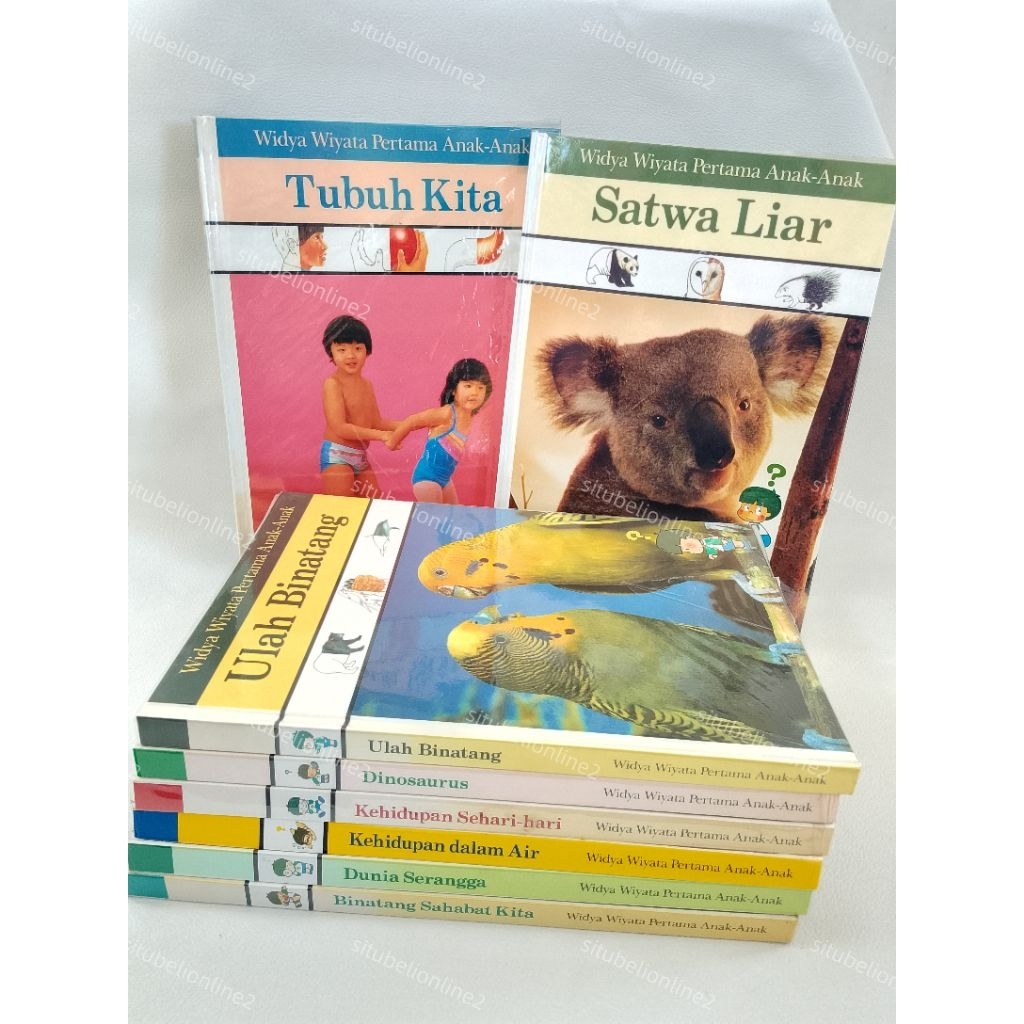 Widya Wiyata Pertama Anak-Anak
Tubuh Kita
Widya Wiyata Pertama Anak-Anak
Satwa Liar
?
Widya Wiyata Pertama Anak-Anak
Ulah Binatang
?
Ulah Binatang Widya Wiyata Pertama Anak-Anak
Dinosaurus Widya Wiyata Pertama Anak-Anak
Kehidupan Sehari-hari Widya Wiyata Pertama Anak-Anak
Kehidupan dalam Air Widya Wiyata Pertama Anak-Anak
Dunia Serangga Widya Wiyata Pertama Anak-Anak
Binatang Sahabat Kita Widya Wiyata Pertama Anak-Anak
situbelionline2